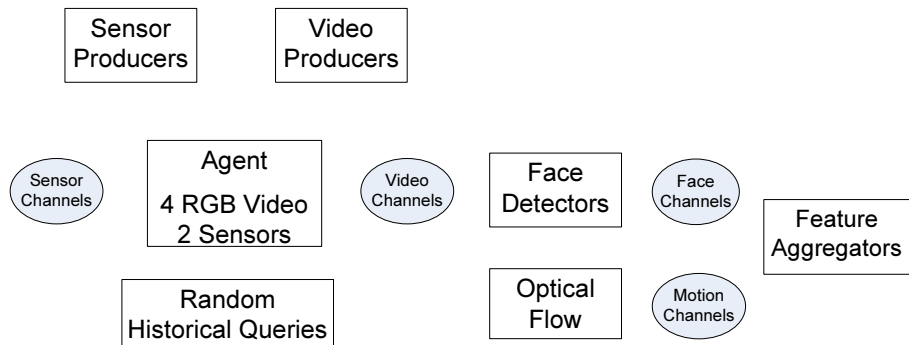 Sensor
Producers
Video
Producers
Sensor
Channels
Agent
4 RGB Video
2 Sensors
Video
Channels
Face
Detectors
Face
Channels
Feature
Aggregators
Random
Historical Queries
Optical
Flow
Motion
Channels